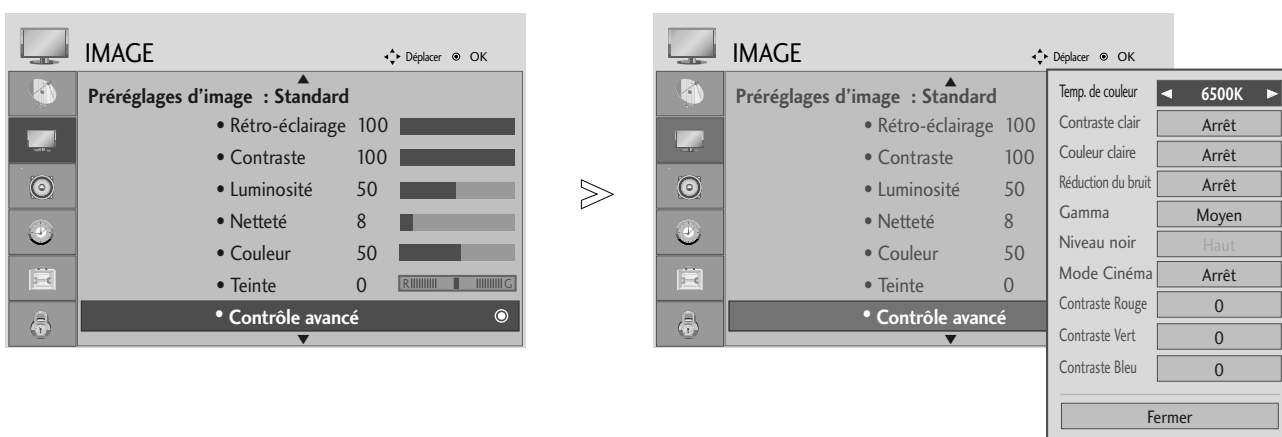 IMAGE
Déplacer OK
Préréglages d'image : Standard
• Rétro-éclairage 100
• Contraste 100
• Luminosité 50
• Netteté 8
• Couleur 50
• Teinte 0 R G
• Contrôle avancé
IMAGE
Déplacer OK
Préréglages d'image : Standard
• Rétro-éclairage 100
• Contraste 100
• Luminosité 50
• Netteté 8
• Couleur 50
• Teinte 0
• Contrôle avancé
Temp. de couleur 6500K
Contraste clair Arrêt
Couleur claire Arrêt
Réduction du bruit Arrêt
Gamma Moyen
Niveau noir Haut
Mode Cinéma Arrêt
Contraste Rouge 0
Contraste Vert 0
Contraste Bleu 0
Fermer